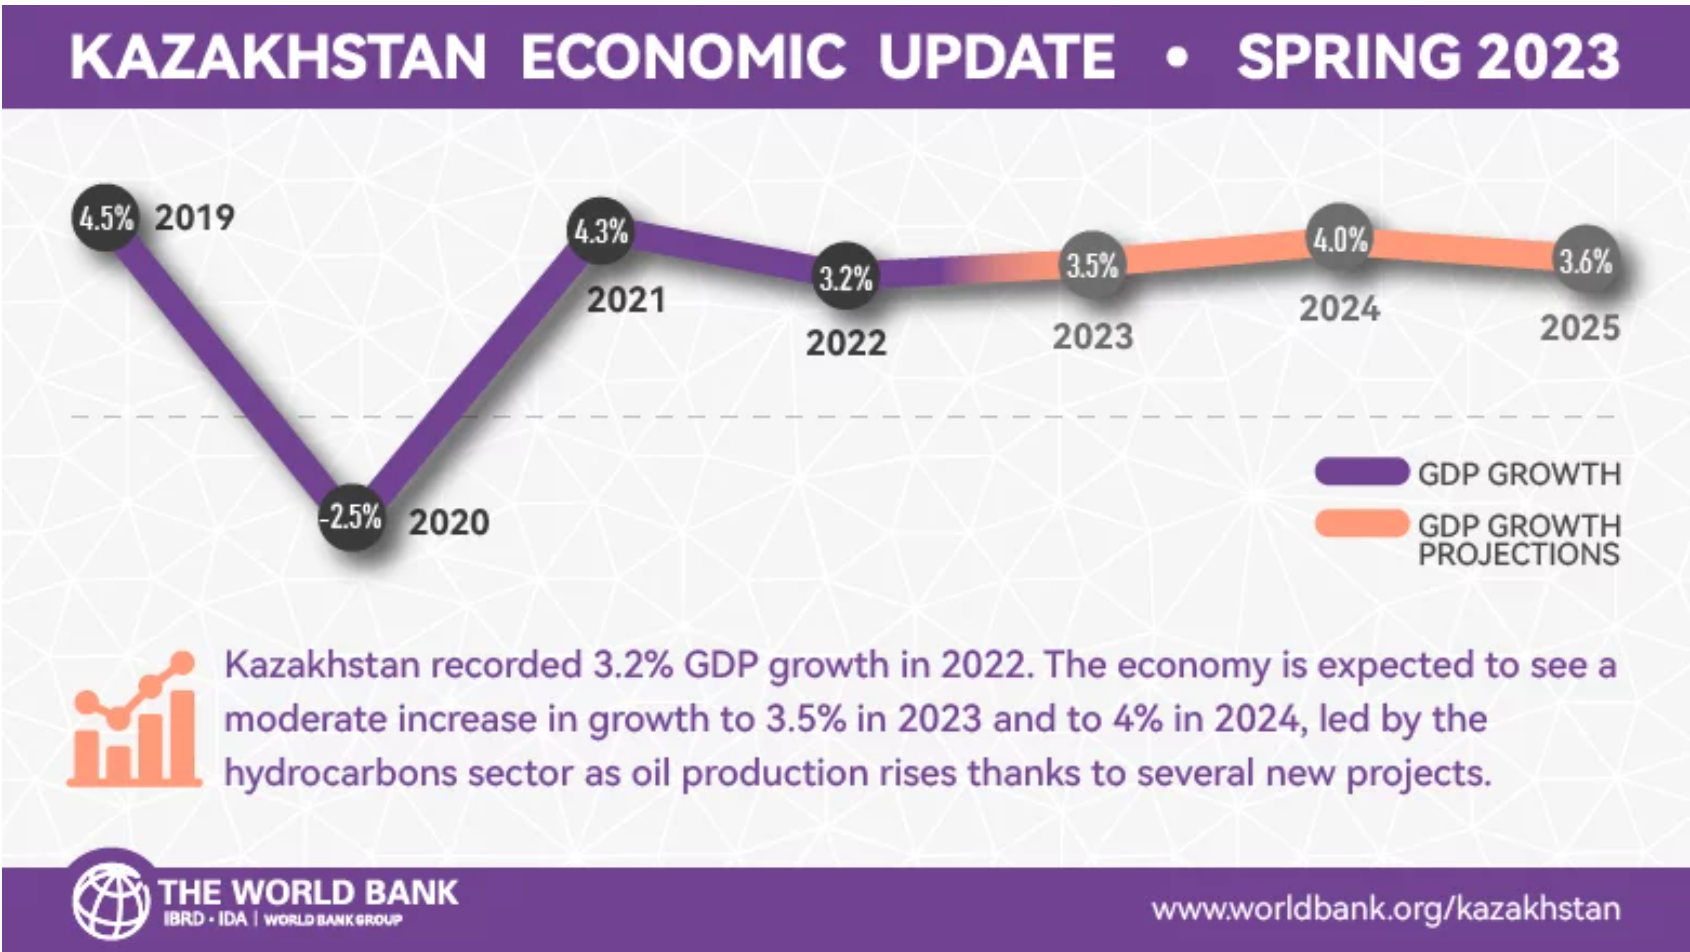 KAZAKHSTAN ECONOMIC UPDATE • SPRING 2023
4.5% 2019
-2.5% 2020
4.3%
2021
3.2%
2022
3.5%
2023
4.0%
2024
3.6%
2025
GDP GROWTH
GDP GROWTH
PROJECTIONS
Kazakhstan recorded 3.2% GDP growth in 2022. The economy is expected to see a
moderate increase in growth to 3.5% in 2023 and to 4% in 2024, led by the
hydrocarbons sector as oil production rises thanks to several new projects.
THE WORLD BANK
IBRD • IDA | WORLD BANK GROUP
www.worldbank.org/kazakhstan